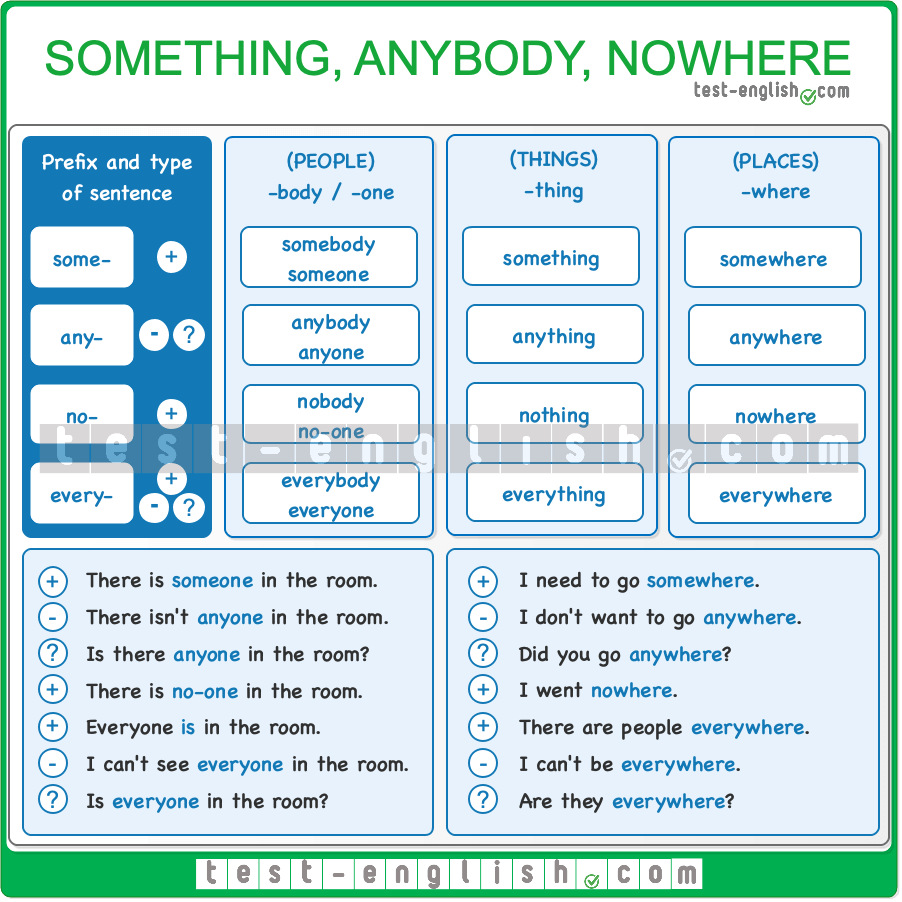 SOMETHING, ANYBODY, NOWHERE
test-english.com
Prefix and type
of sentence
(PEOPLE)
-body / -one
(THINGS)
-thing
(PLACES)
-where
some-
+
somebody
someone
something
somewhere
any-
- ?
anybody
anyone
anything
anywhere
no-
+
nobody
no-one
nothing
nowhere
test-english.com
every-
+
- ?
everybody
everyone
everything
everywhere
+ There is someone in the room.
- There isn't anyone in the room.
? Is there anyone in the room?
+ There is no-one in the room.
+ Everyone is in the room.
- I can't see everyone in the room.
? Is everyone in the room?
+ I need to go somewhere.
- I don't want to go anywhere.
? Did you go anywhere?
+ I went nowhere.
+ There are people everywhere.
- I can't be everywhere.
? Are they everywhere?
test-english.com